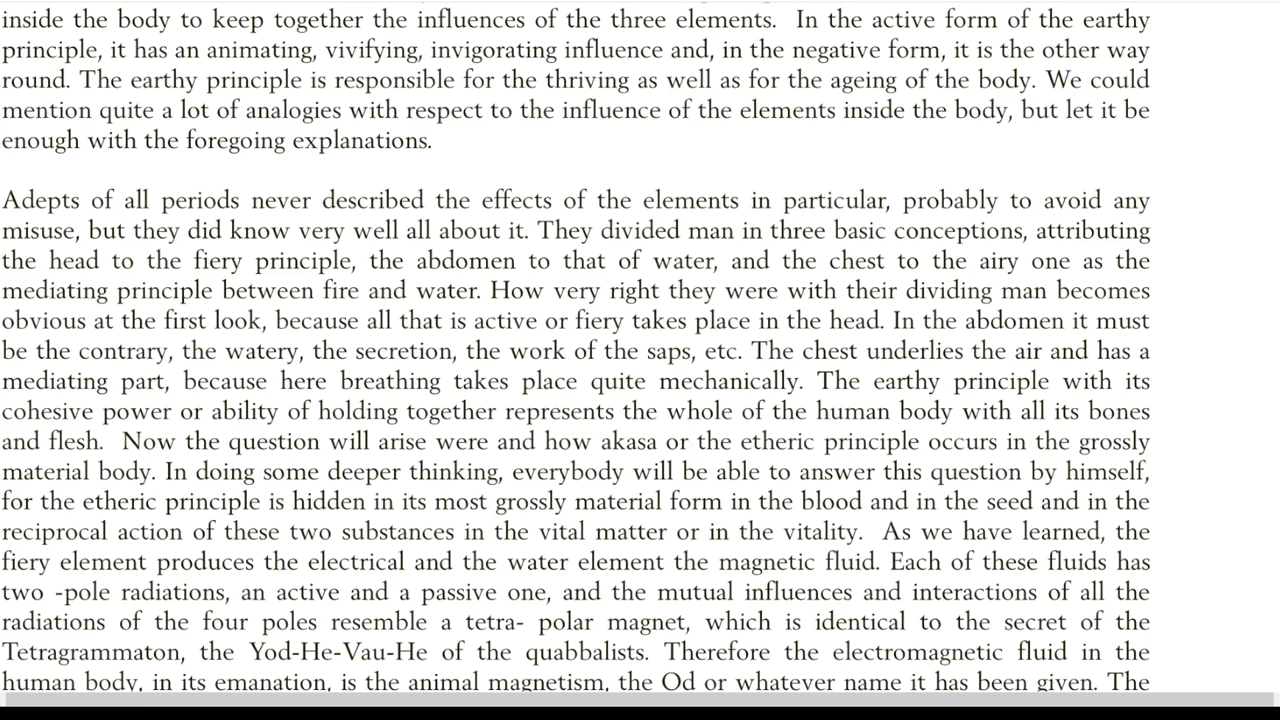 inside the body to keep together the influences of the three elements.  In the active form of the earthy
principle, it has an animating, vivifying, invigorating influence and, in the negative form, it is the other way
round. The earthy principle is responsible for the thriving as well as for the ageing of the body. We could
mention quite a lot of analogies with respect to the influence of the elements inside the body, but let it be
enough with the foregoing explanations.
Adepts of all periods never described the effects of the elements in particular, probably to avoid any
misuse, but they did know very well all about it. They divided man in three basic conceptions, attributing
the head to the fiery principle, the abdomen to that of water, and the chest to the airy one as the
mediating principle between fire and water. How very right they were with their dividing man becomes
obvious at the first look, because all that is active or fiery takes place in the head. In the abdomen it must
be the contrary, the watery, the secretion, the work of the saps, etc. The chest underlies the air and has a
mediating part, because here breathing takes place quite mechanically. The earthy principle with its
cohesive power or ability of holding together represents the whole of the human body with all its bones
and flesh.  Now the question will arise were and how akasa or the etheric principle occurs in the grossly
material body. In doing some deeper thinking, everybody will be able to answer this question by himself,
for the etheric principle is hidden in its most grossly material form in the blood and in the seed and in the
reciprocal action of these two substances in the vital matter or in the vitality.  As we have learned, the
fiery element produces the electrical and the water element the magnetic fluid. Each of these fluids has
two -pole radiations, an active and a passive one, and the mutual influences and interactions of all the
radiations of the four poles resemble a tetra- polar magnet, which is identical to the secret of the
Tetragrammaton, the Yod-He-Vau-He of the quabbalists. Therefore the electromagnetic fluid in the
human body, in its emanation, is the animal magnetism, the Od or whatever name it has been given. The